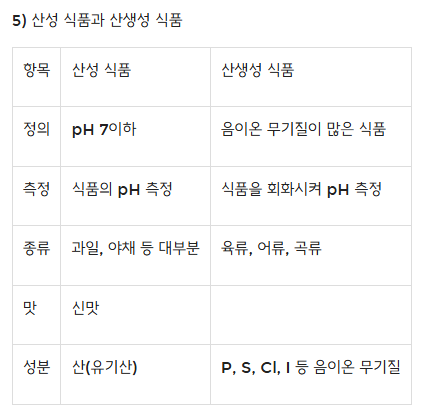 5) 산성 식품과 산생성 식품
항목 산성 식품 산생성 식품
정의 pH 7이하 음이온 무기질이 많은 식품
측정 식품의 pH 측정 식품을 회화시켜 pH 측정
종류 과일, 야채 등 대부분 육류, 어류, 곡류
맛 신맛
성분 산(유기산) P, S, Cl, I 등 음이온 무기질